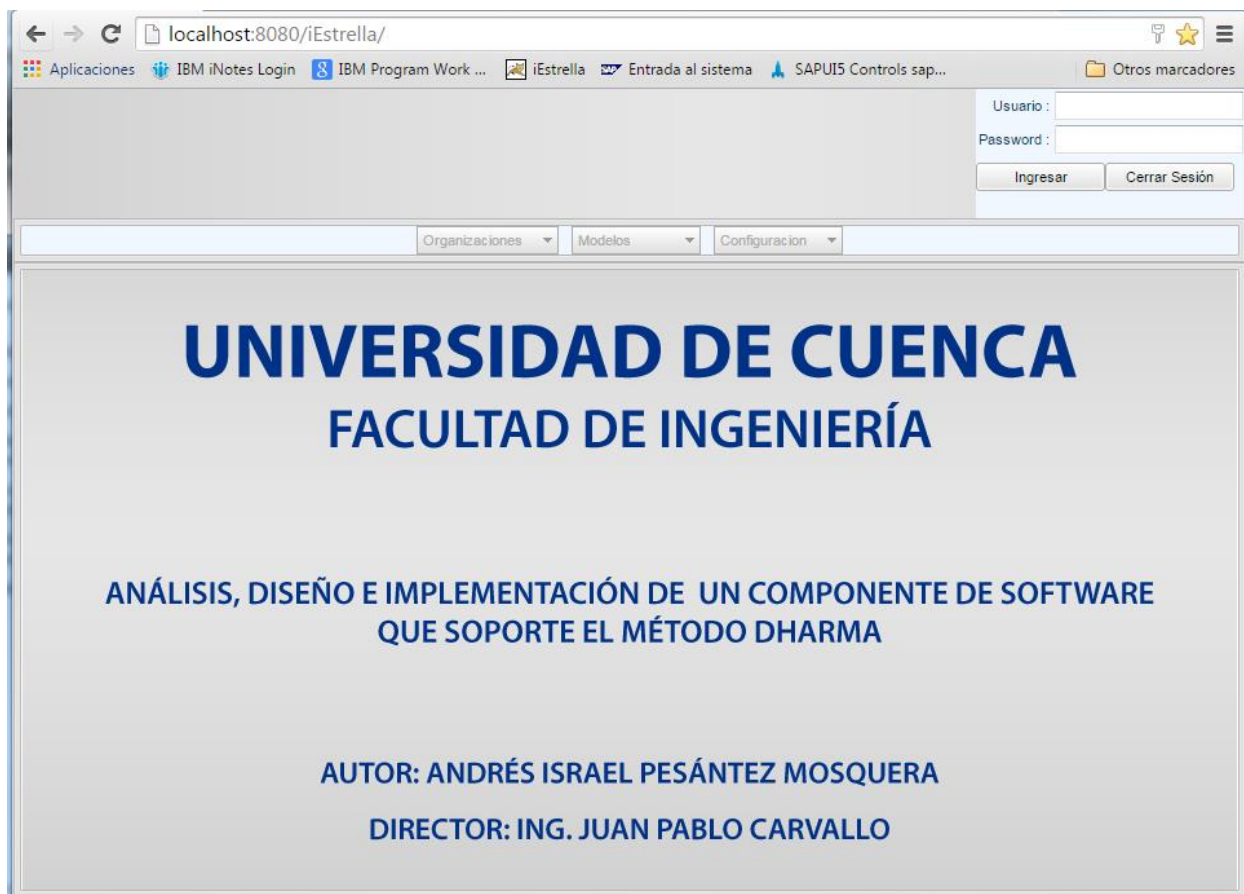 localhost:8080/iEstrella/
Aplicaciones IBM iNotes Login IBM Program Work ... iEstrella Entrada al sistema SAPUI5 Controls sap... Otros marcadores
Usuario :
Password :
Ingresar Cerrar Sesión
Organizaciones Modelos Configuracion
UNIVERSIDAD DE CUENCA
FACULTAD DE INGENIERÍA
ANÁLISIS, DISEÑO E IMPLEMENTACIÓN DE UN COMPONENTE DE SOFTWARE
QUE SOPORTE EL MÉTODO DHARMA
AUTOR: ANDRÉS ISRAEL PESÁNTEZ MOSQUERA
DIRECTOR: ING. JUAN PABLO CARVALLO